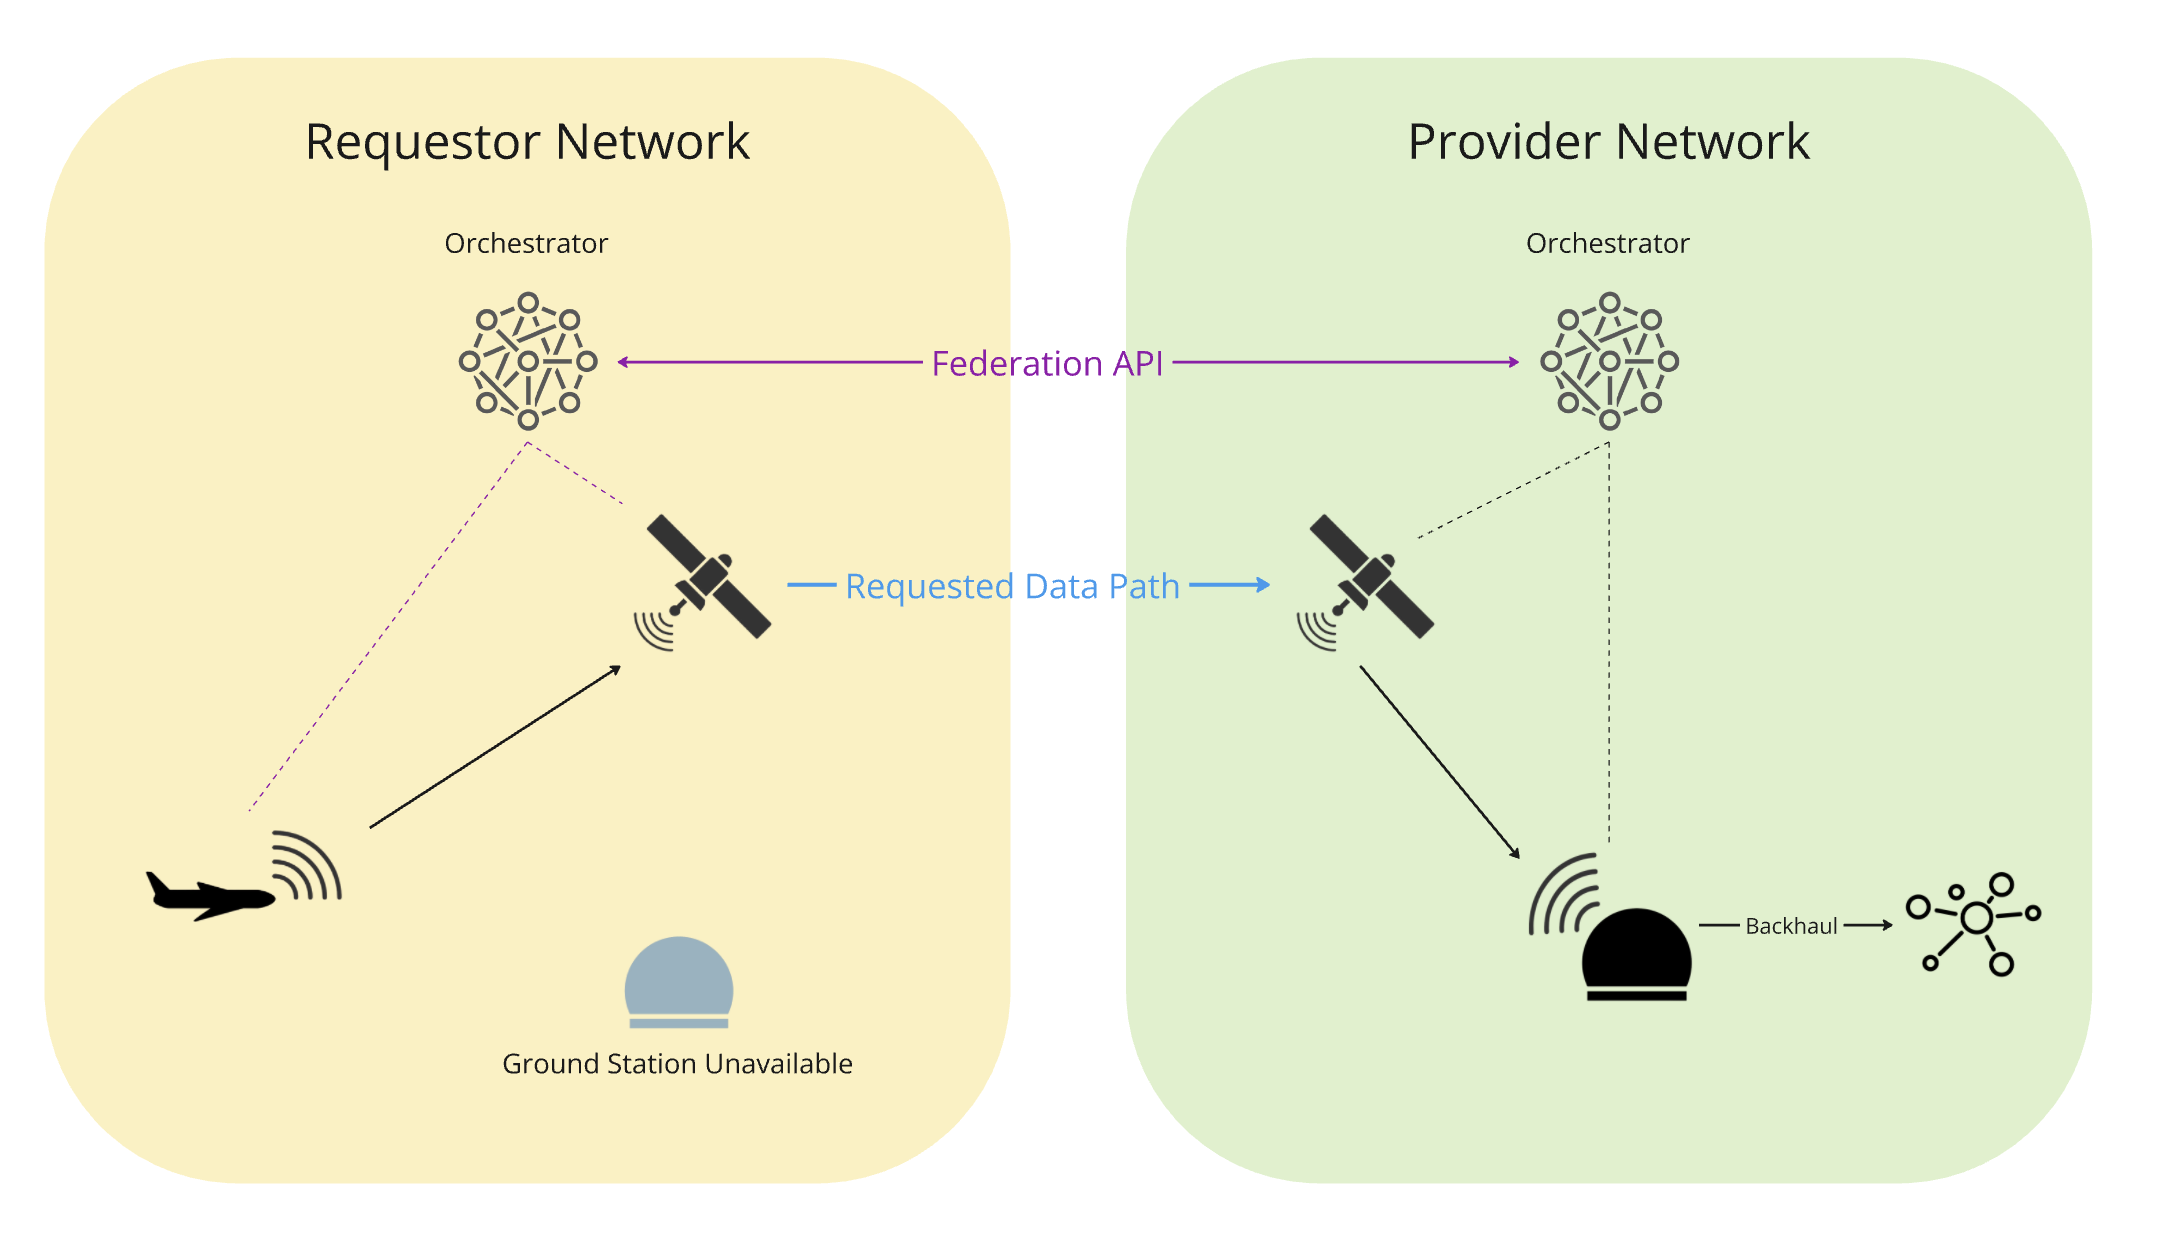 Requestor Network
Provider Network
Orchestrator
Orchestrator
Federation API
Requested Data Path
Backhaul
Ground Station Unavailable